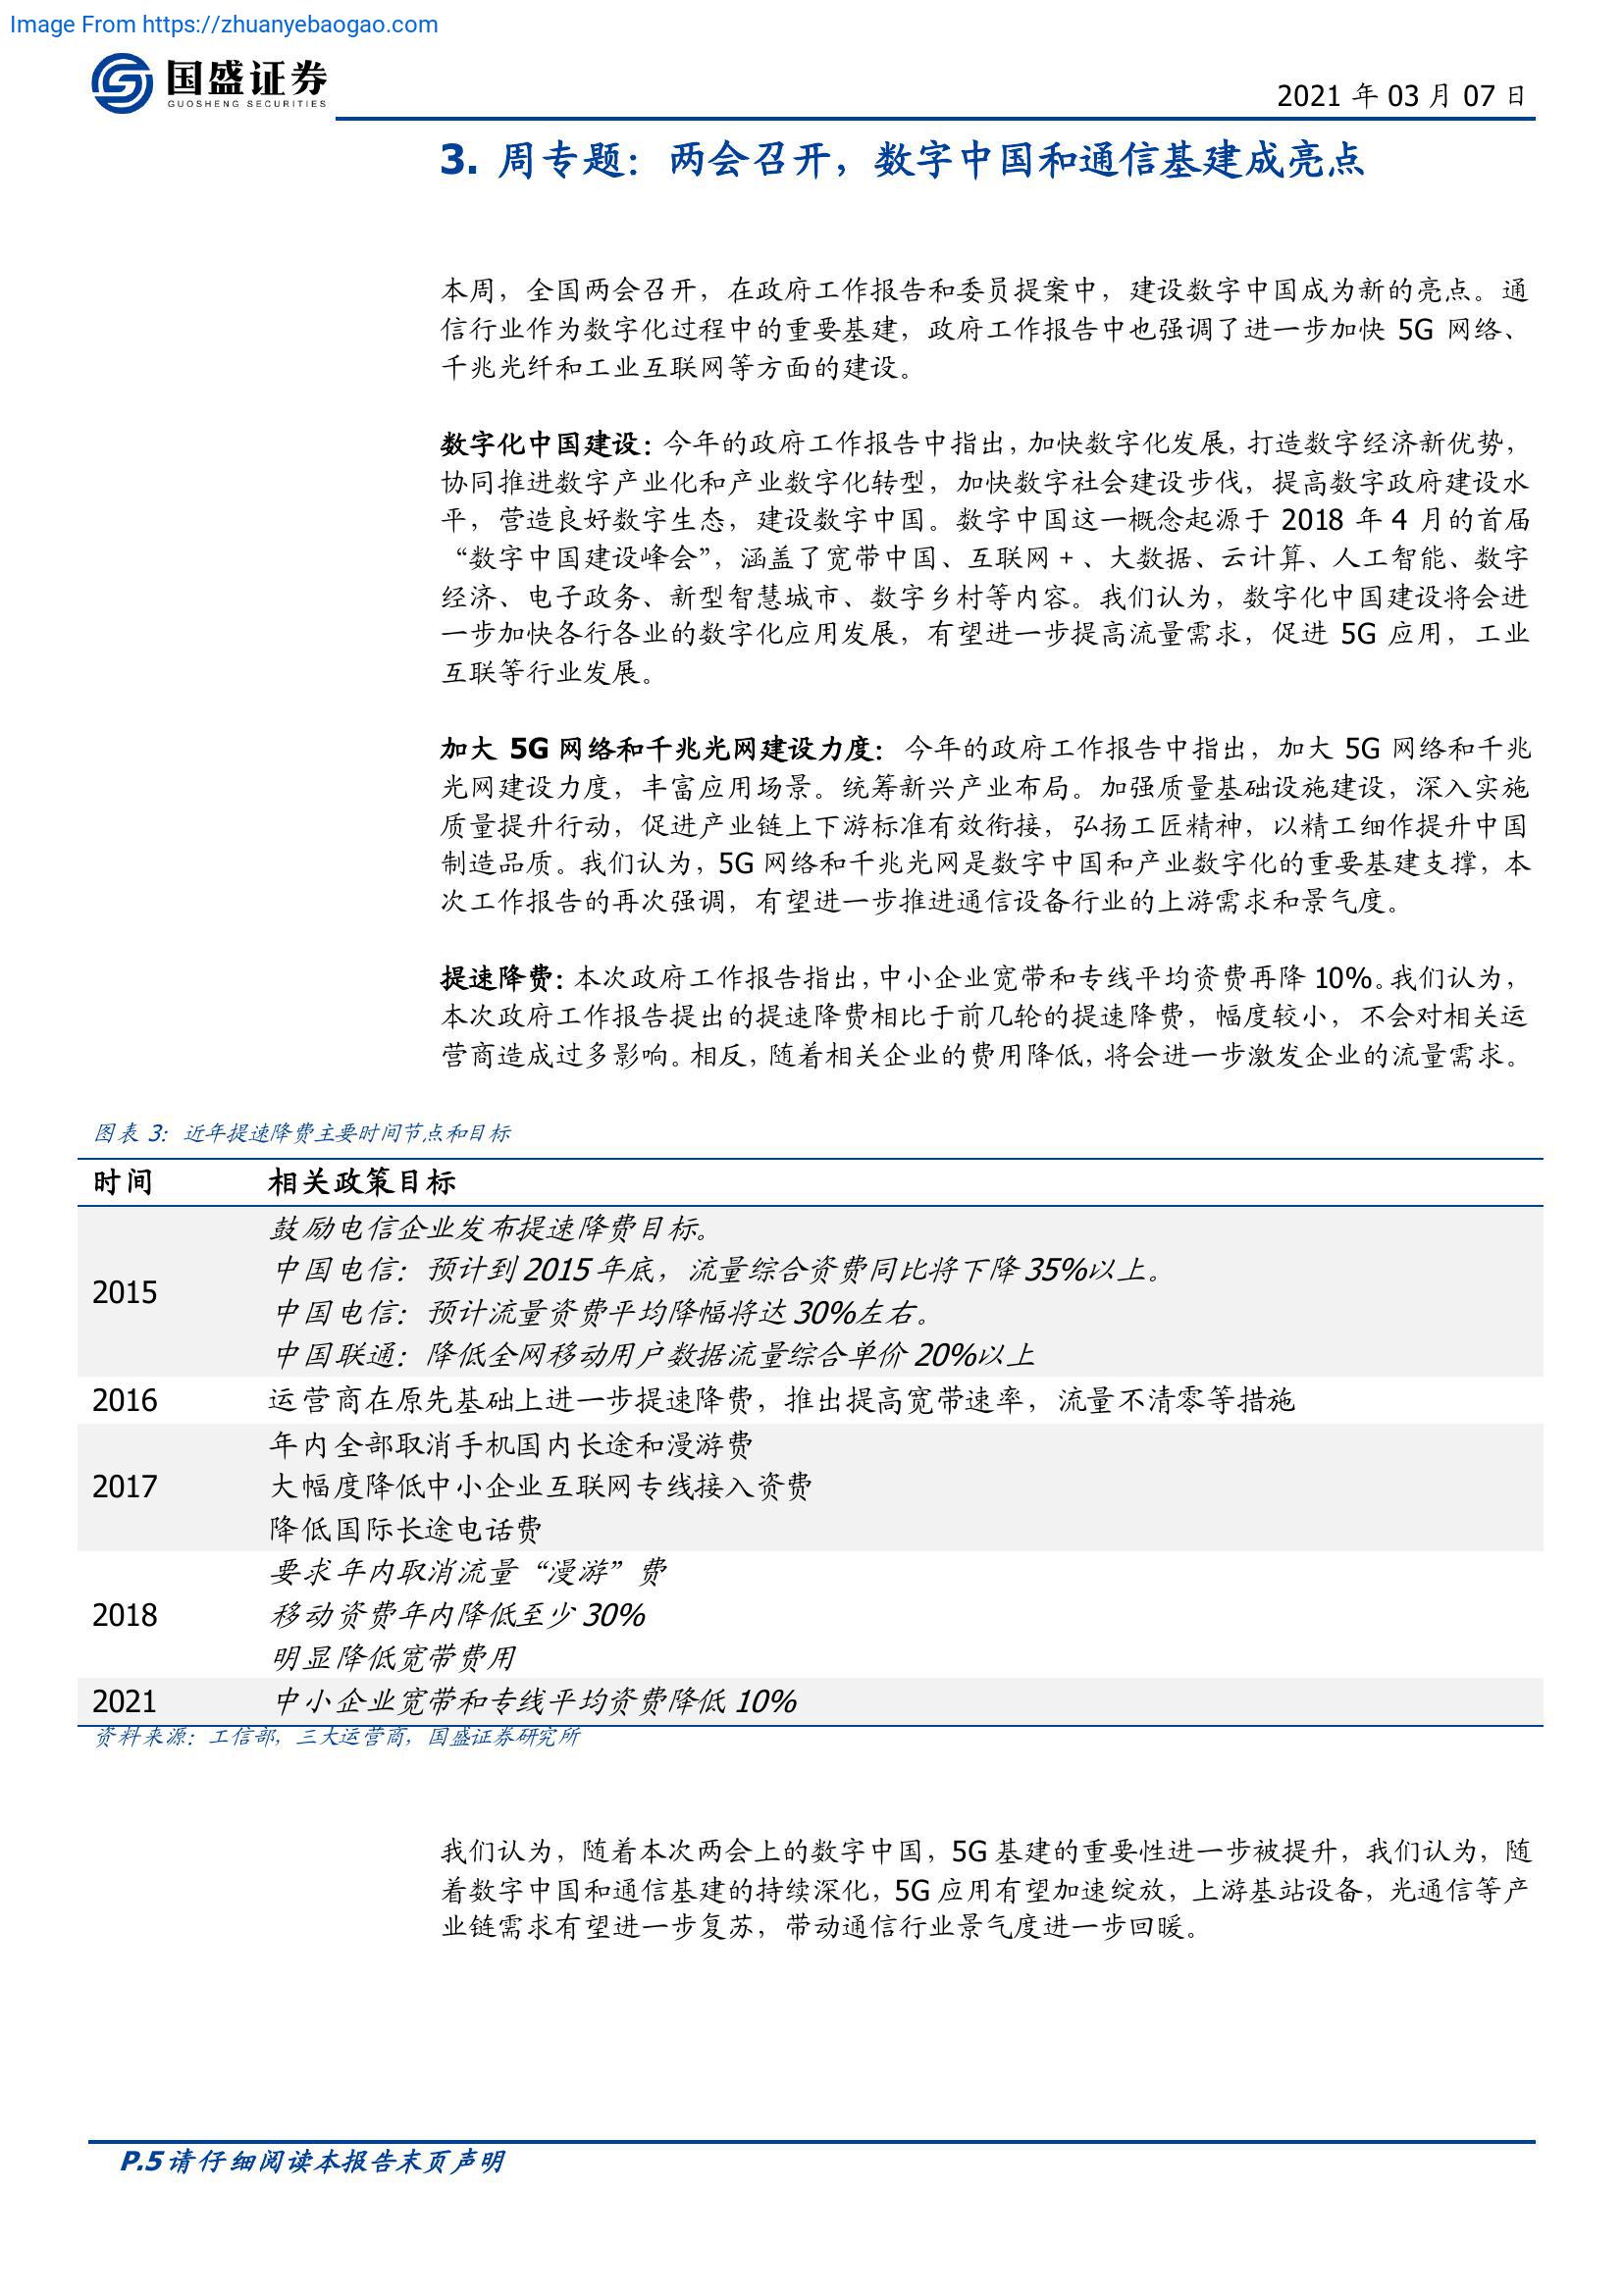 Image From https://zhuanyebaogao.com
国盛证券
GUOSHENG SECURITIES
2021 年 03 月 07 日
3. 周专题：两会召开，数字中国和通信基建成亮点
本周，全国两会召开，在政府工作报告和委员提案中，建设数字中国成为新的亮点。通
信行业作为数字化过程中的重要基建，政府工作报告中也强调了进一步加快 5G 网络、
千兆光纤和工业互联网等方面的建设。
数字化中国建设：今年的政府工作报告中指出，加快数字化发展，打造数字经济新优势，
协同推进数字产业化和产业数字化转型，加快数字社会建设步伐，提高数字政府建设水
平，营造良好数字生态，建设数字中国。数字中国这一概念起源于 2018 年 4 月的首届
“数字中国建设峰会”，涵盖了宽带中国、互联网+、大数据、云计算、人工智能、数字
经济、电子政务、新型智慧城市、数字乡村等内容。我们认为，数字化中国建设将会进
一步加快各行各业的数字化应用发展，有望进一步提高流量需求，促进 5G 应用，工业
互联等行业发展。
加大 5G 网络和千兆光网建设力度：今年的政府工作报告中指出，加大 5G 网络和千兆
光网建设力度，丰富应用场景。统筹新兴产业布局。加强质量基础设施建设，深入实施
质量提升行动，促进产业链上下游标准有效衔接，弘扬工匠精神，以精工细作提升中国
制造品质。我们认为，5G 网络和千兆光网是数字中国和产业数字化的重要基建支撑，本
次工作报告的再次强调，有望进一步推进通信设备行业的上游需求和景气度。
提速降费：本次政府工作报告指出，中小企业宽带和专线平均资费再降 10%。我们认为，
本次政府工作报告提出的提速降费相比于前几轮的提速降费，幅度较小，不会对相关运
营商造成过多影响。相反，随着相关企业的费用降低，将会进一步激发企业的流量需求。
图表 3：近年提速降费主要时间节点和目标
时间 相关政策目标
鼓励电信企业发布提速降费目标。
中国电信：预计到 2015 年底，流量综合资费同比将下降 35%以上。
2015
中国电信：预计流量资费平均降幅将达 30%左右。
中国联通：降低全网移动用户数据流量综合单价 20%以上
2016 运营商在原先基础上进一步提速降费，推出提高宽带速率，流量不清零等措施
年内全部取消手机国内长途和漫游费
2017 大幅度降低中小企业互联网专线接入资费
降低国际长途电话费
要求年内取消流量“漫游”费
2018 移动资费年内降低至少 30%
明显降低宽带费用
2021 中小企业宽带和专线平均资费降低 10%
资料来源：工信部，三大运营商，国盛证券研究所
我们认为，随着本次两会上的数字中国，5G 基建的重要性进一步被提升，我们认为，随
着数字中国和通信基建的持续深化，5G 应用有望加速绽放，上游基站设备，光通信等产
业链需求有望进一步复苏，带动通信行业景气度进一步回暖。
P.5 请仔细阅读本报告末页声明